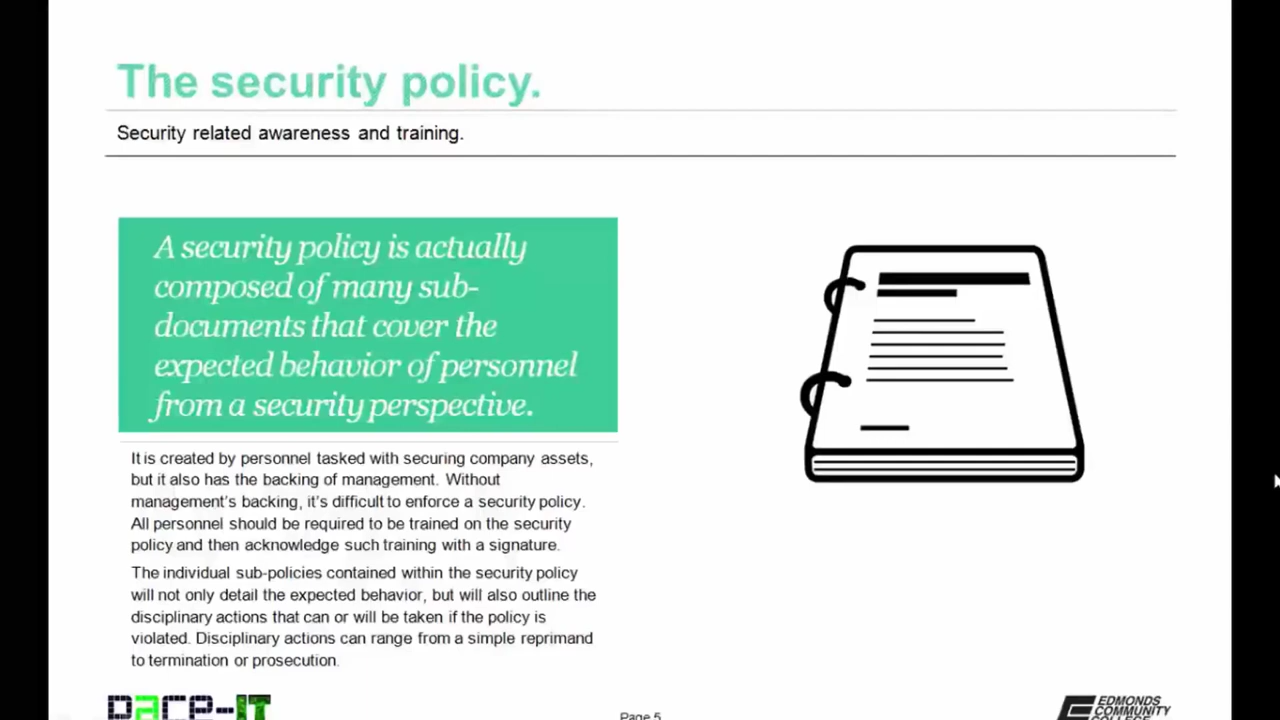 The security policy.
Security related awareness and training.
A security policy is actually
composed of many sub-
documents that cover the
expected behavior of personnel
from a security perspective.
It is created by personnel tasked with securing company assets,
but it also has the backing of management. Without
management's backing, it's difficult to enforce a security policy.
All personnel should be required to be trained on the security
policy and then acknowledge such training with a signature.
The individual sub-policies contained within the security policy
will not only detail the expected behavior, but will also outline the
disciplinary actions that can or will be taken if the policy is
violated. Disciplinary actions can range from a simple reprimand
to termination or prosecution.
PACE-IT
Page 5
EDMONDS
COMMUNITY
COLLEGE